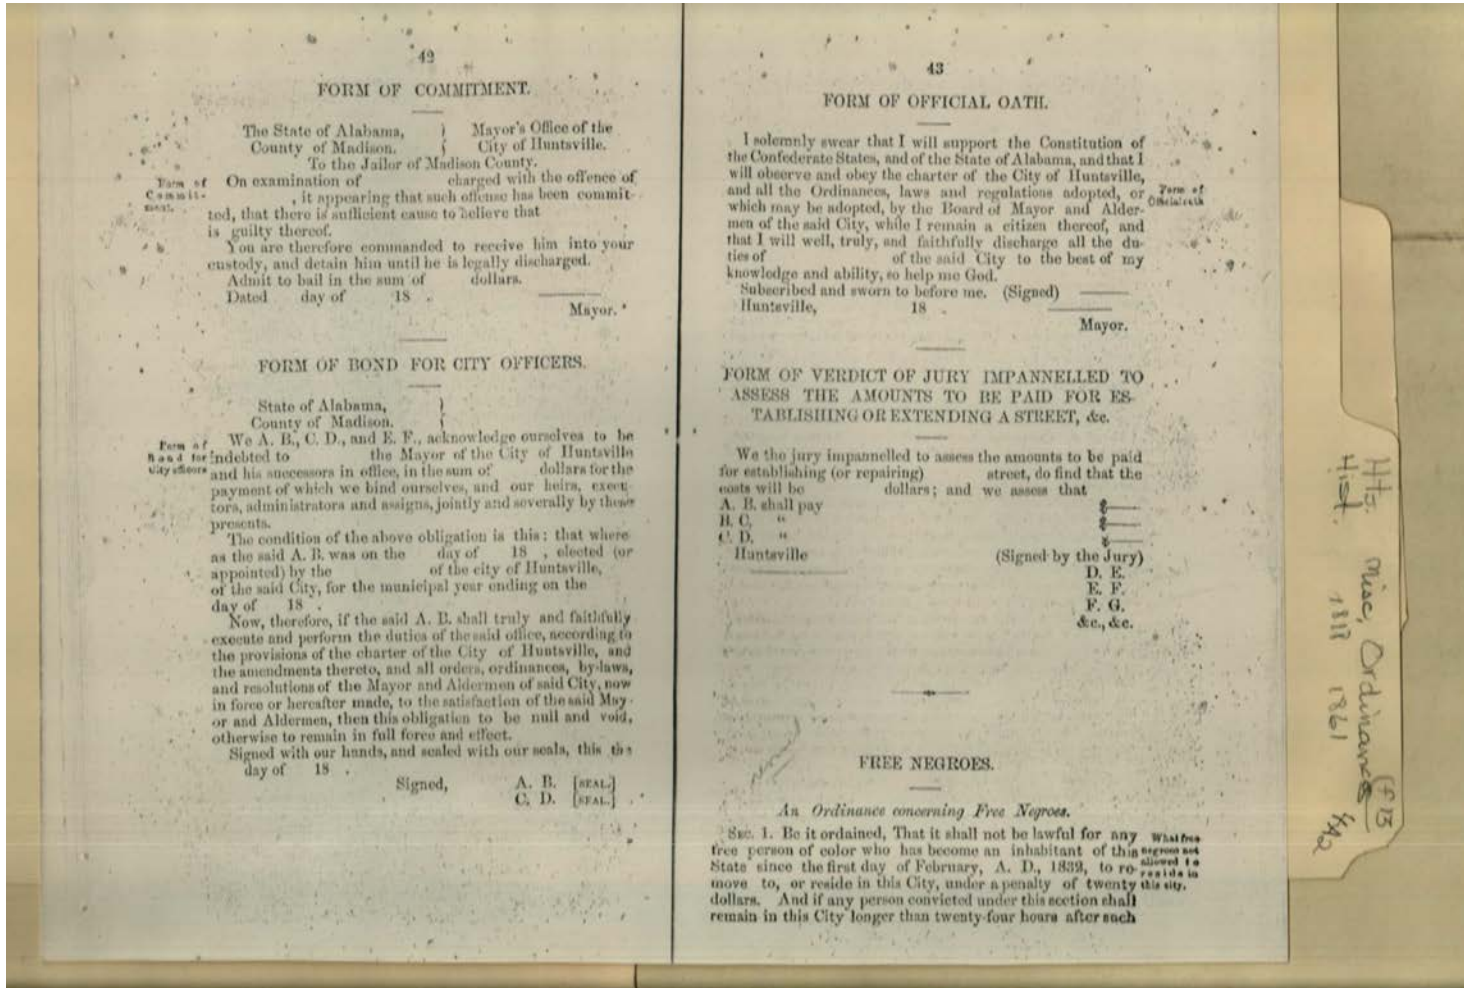 42
FORM OF COMMITMENT.
The State of Alabama, } Mayor's Office of the
County of Madison. { City of Huntsville.
To the Jailor of Madison County.
Form of
Commit-
ment.
On examination of charged with the offence of
, it appearing that such offense has been commit-
ted, that there is sufficient cause to believe that
is guilty thereof.
You are therefore commanded to receive him into your
custody, and detain him until he is legally discharged.
Admit to bail in the sum of dollars.
Dated day of 18 .
Mayor.
FORM OF BOND FOR CITY OFFICERS.
State of Alabama, }
County of Madison. {
Form of
Bond for
city officers
We A. B., C. D., and E. F., acknowledge ourselves to be
indebted to the Mayor of the City of Huntsville
and his successors in office, in the sum of dollars for the
payment of which we bind ourselves, and our heirs, execu-
tors, administrators and assigns, jointly and severally by these
presents.
The condition of the above obligation is this: that where-
as the said A. B. was on the day of 18 , elected (or
appointed) by the of the city of Huntsville,
of the said City, for the municipal year ending on the
day of 18 .
Now, therefore, if the said A. B. shall truly and faithfully
execute and perform the duties of the said office, according to
the provisions of the charter of the City of Huntsville, and
the amendments thereto, and all orders, ordinances, by-laws,
and resolutions of the Mayor and Aldermen of said City, now
in force or hereafter made, to the satisfaction of the said May-
or and Aldermen, then this obligation to be null and void,
otherwise to remain in full force and effect.
Signed with our hands, and sealed with our seals, this the
day of 18 .
Signed, A. B. [SEAL.]
C. D. [SEAL.]
43
FORM OF OFFICIAL OATH.
I solemnly swear that I will support the Constitution of
the Confederate States, and of the State of Alabama, and that I
will observe and obey the charter of the City of Huntsville,
and all the Ordinances, laws and regulations adopted, or
which may be adopted, by the Board of Mayor and Alder-
men of the said City, while I remain a citizen thereof, and
that I will well, truly, and faithfully discharge all the du-
ties of of the said City to the best of my
knowledge and ability, so help me God.
Form of
Official oath
Subscribed and sworn to before me. (Signed)
Huntsville, 18 .
Mayor.
FORM OF VERDICT OF JURY IMPANNELLED TO
ASSESS THE AMOUNTS TO BE PAID FOR ES-
TABLISHING OR EXTENDING A STREET, &c.
We the jury impannelled to assess the amounts to be paid
for establishing (or repairing) street, do find that the
costs will be dollars; and we assess that
A. B. shall pay $
B. C. " $
C. D. " $
Huntsville (Signed by the Jury)
D. E.
E. F.
F. G.
&c., &c.
FREE NEGROES.
An Ordinance concerning Free Negroes.
SEC. 1. Be it ordained, That it shall not be lawful for any
free person of color who has become an inhabitant of this
State since the first day of February, A. D., 1832, to re-
move to, or reside in this City, under a penalty of twenty
dollars. And if any person convicted under this section shall
remain in this City longer than twenty-four hours after such
What free
negroes not
allowed to
reside in
this city.
Hts. Misc, Ordinances (f 13
Hist. 1818 1861